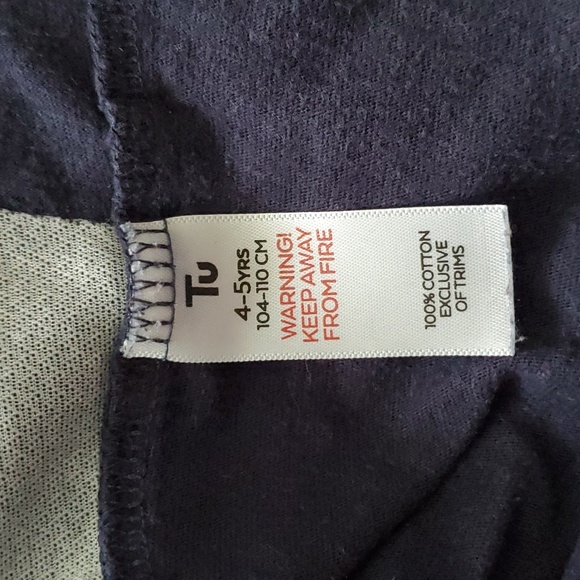 Tu
4-5YRS
104-110 CM
WARNING!
KEEP AWAY
FROM FIRE
100% COTTON
EXCLUSIVE
OF TRIMS